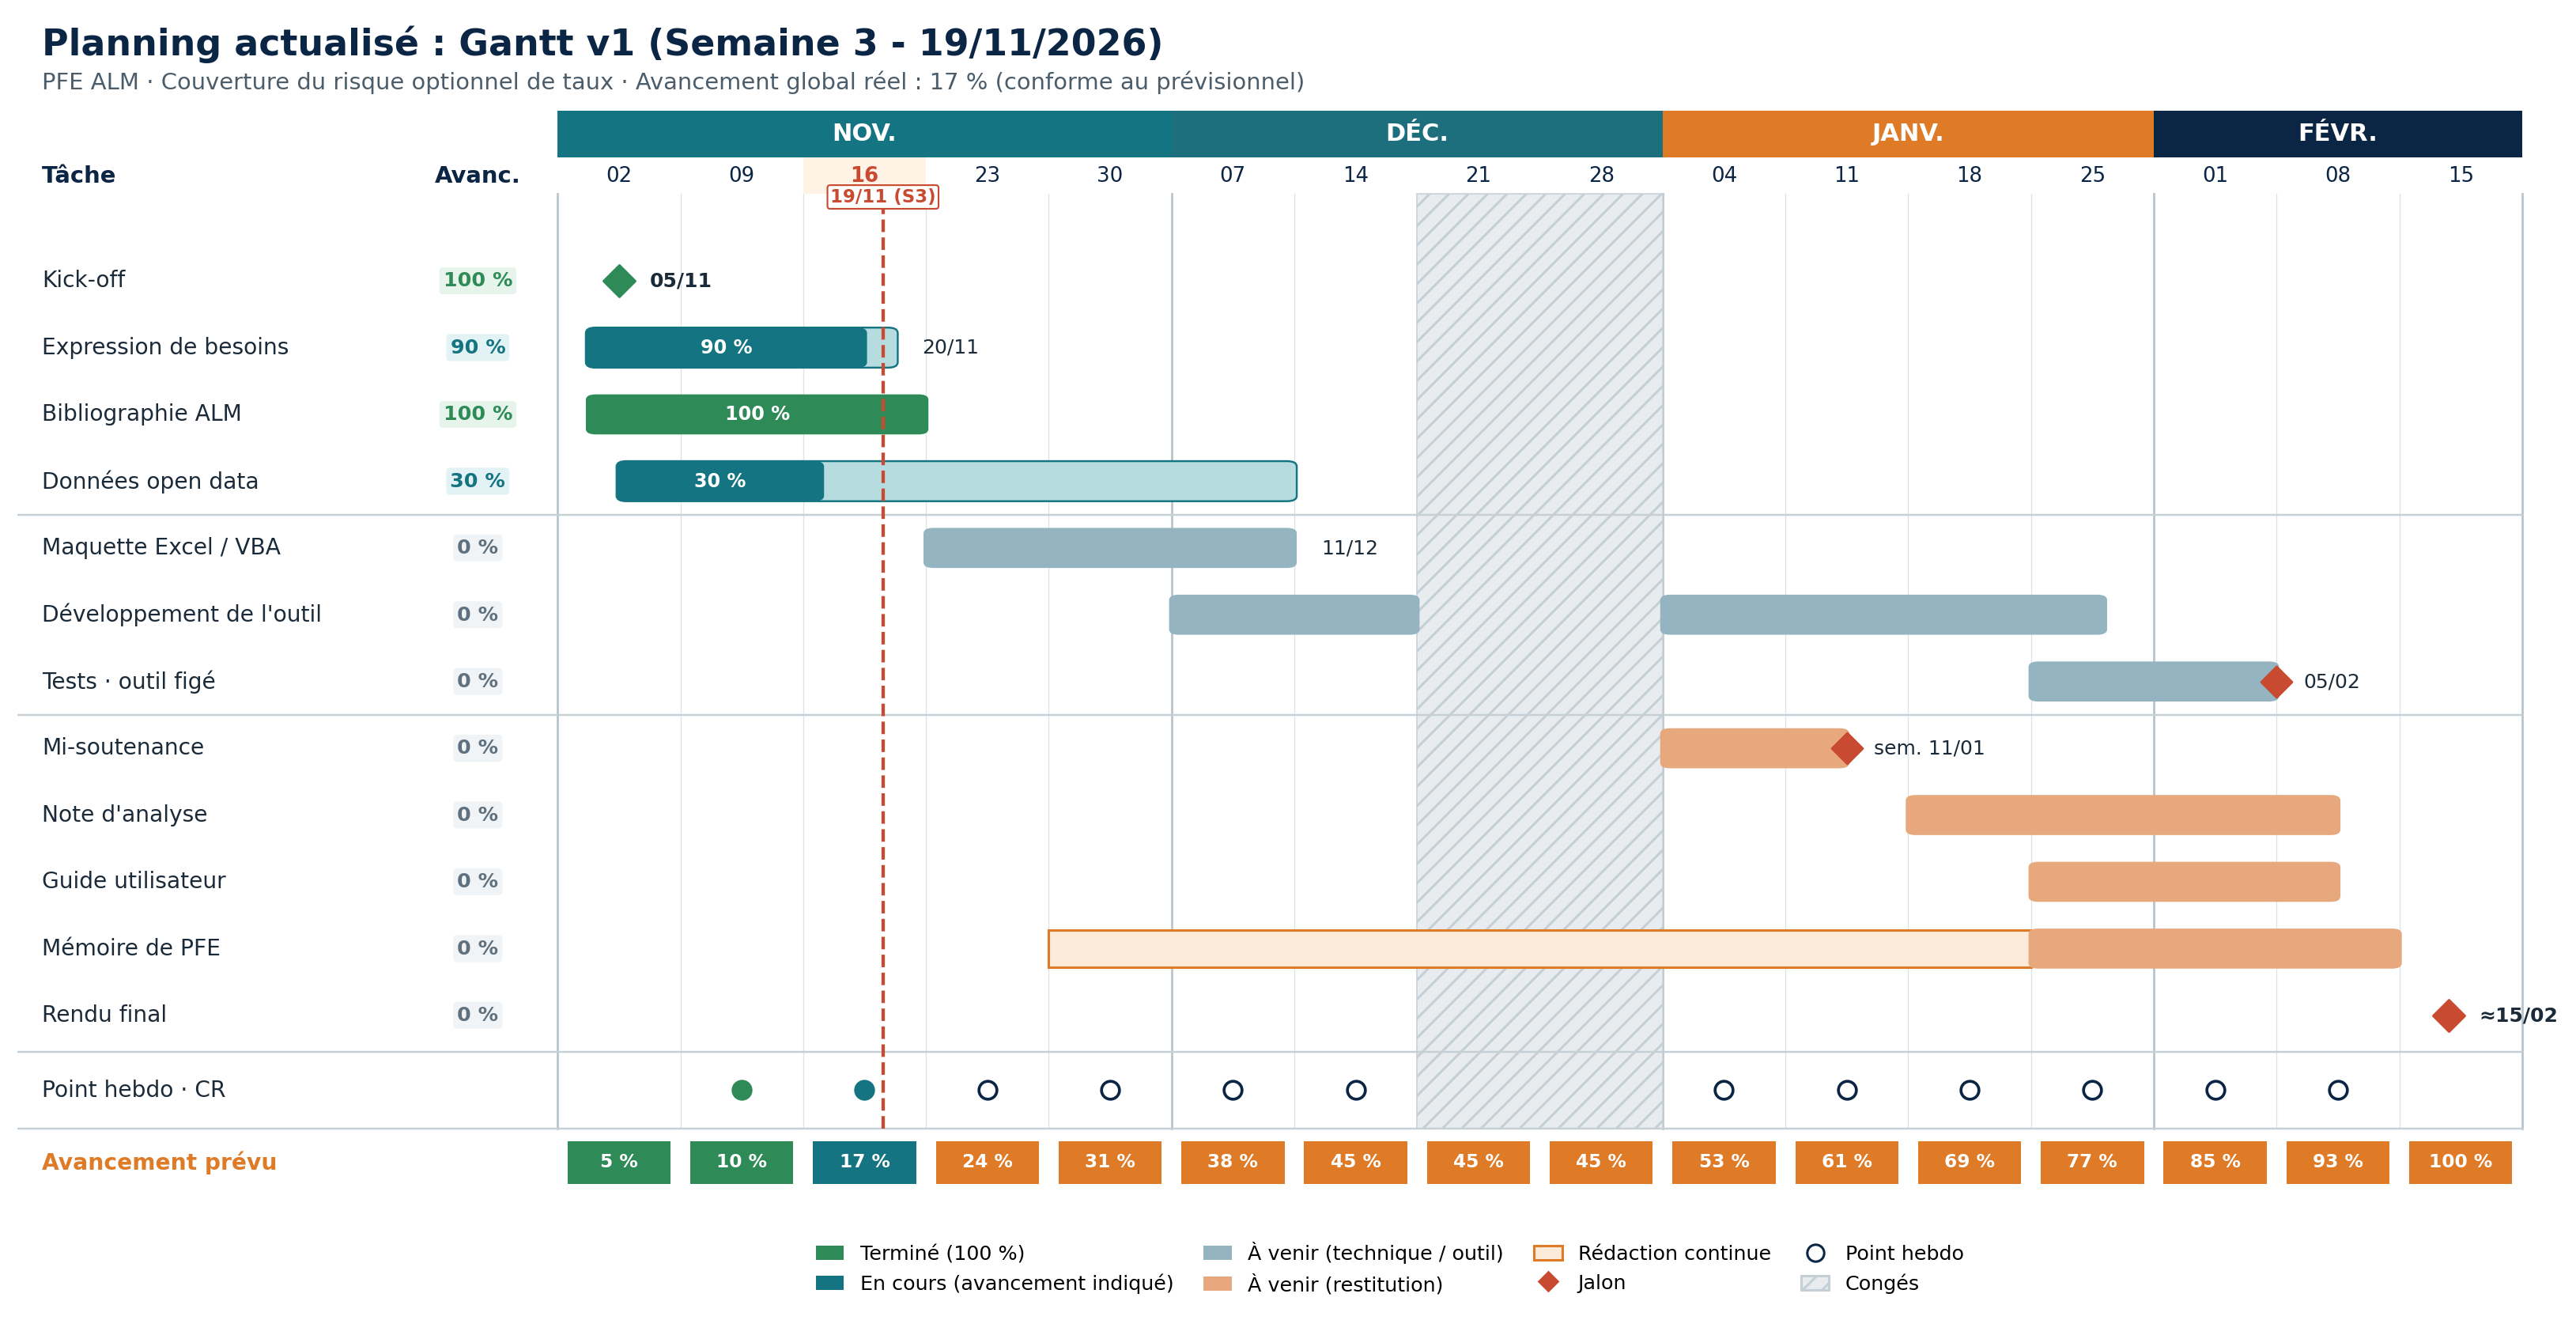 Planning actualisé : Gantt v1 (Semaine 3 - 19/11/2026)
PFE ALM · Couverture du risque optionnel de taux · Avancement global réel : 17 % (conforme au prévisionnel)
NOV. DÉC. JANV. FÉVR.
Tâche Avanc. 02 09 16 23 30 07 14 21 28 04 11 18 25 01 08 15
19/11 (S3)
Kick-off 100 % 05/11
Expression de besoins 90 % 90 % 20/11
Bibliographie ALM 100 % 100 %
Données open data 30 % 30 %
Maquette Excel / VBA 0 % 11/12
Développement de l'outil 0 %
Tests · outil figé 0 % 05/02
Mi-soutenance 0 % sem. 11/01
Note d'analyse 0 %
Guide utilisateur 0 %
Mémoire de PFE 0 %
Rendu final 0 % ≈15/02
Point hebdo · CR
Avancement prévu 5 % 10 % 17 % 24 % 31 % 38 % 45 % 45 % 45 % 53 % 61 % 69 % 77 % 85 % 93 % 100 %
Terminé (100 %) À venir (technique / outil) Rédaction continue Point hebdo
En cours (avancement indiqué) À venir (restitution) Jalon Congés